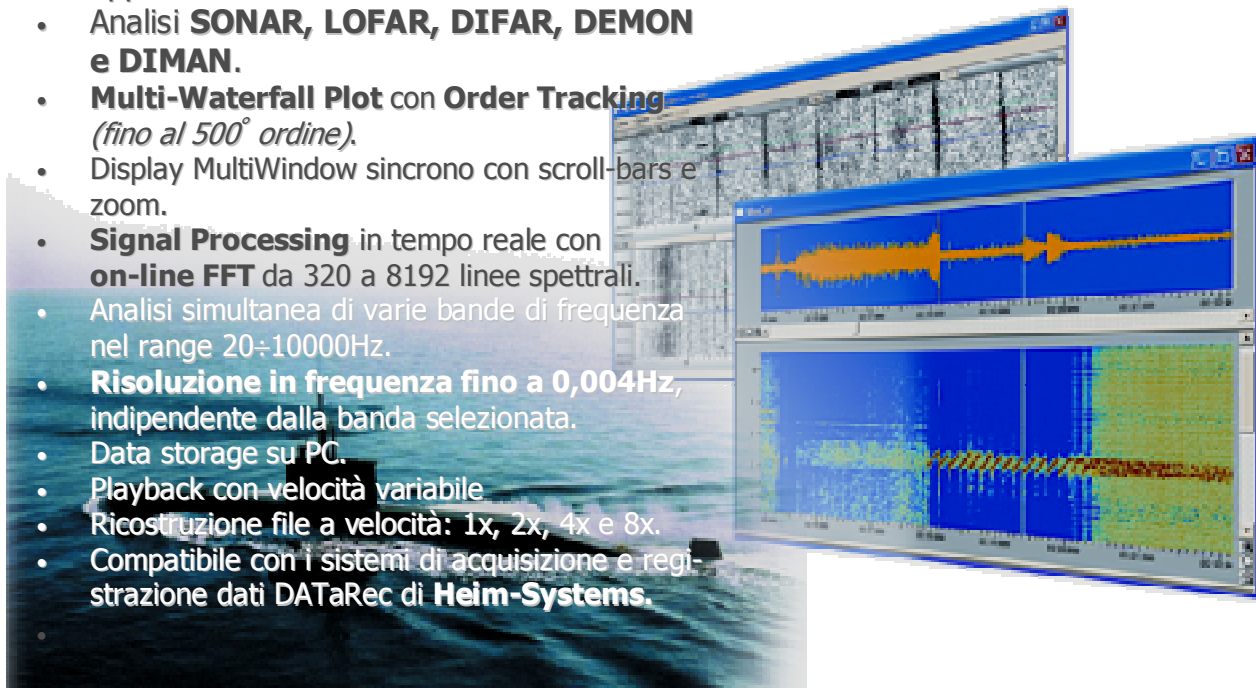 • Analisi SONAR, LOFAR, DIFAR, DEMON
e DIMAN.
• Multi-Waterfall Plot con Order Tracking
(fino al 500° ordine).
• Display MultiWindow sincrono con scroll-bars e
zoom.
• Signal Processing in tempo reale con
on-line FFT da 320 a 8192 linee spettrali.
• Analisi simultanea di varie bande di frequenza
nel range 20÷10000Hz.
• Risoluzione in frequenza fino a 0,004Hz,
indipendente dalla banda selezionata.
• Data storage su PC.
• Playback con velocità variabile
• Ricostruzione file a velocità: 1x, 2x, 4x e 8x.
• Compatibile con i sistemi di acquisizione e regi-
strazione dati DATaRec di Heim-Systems.
•